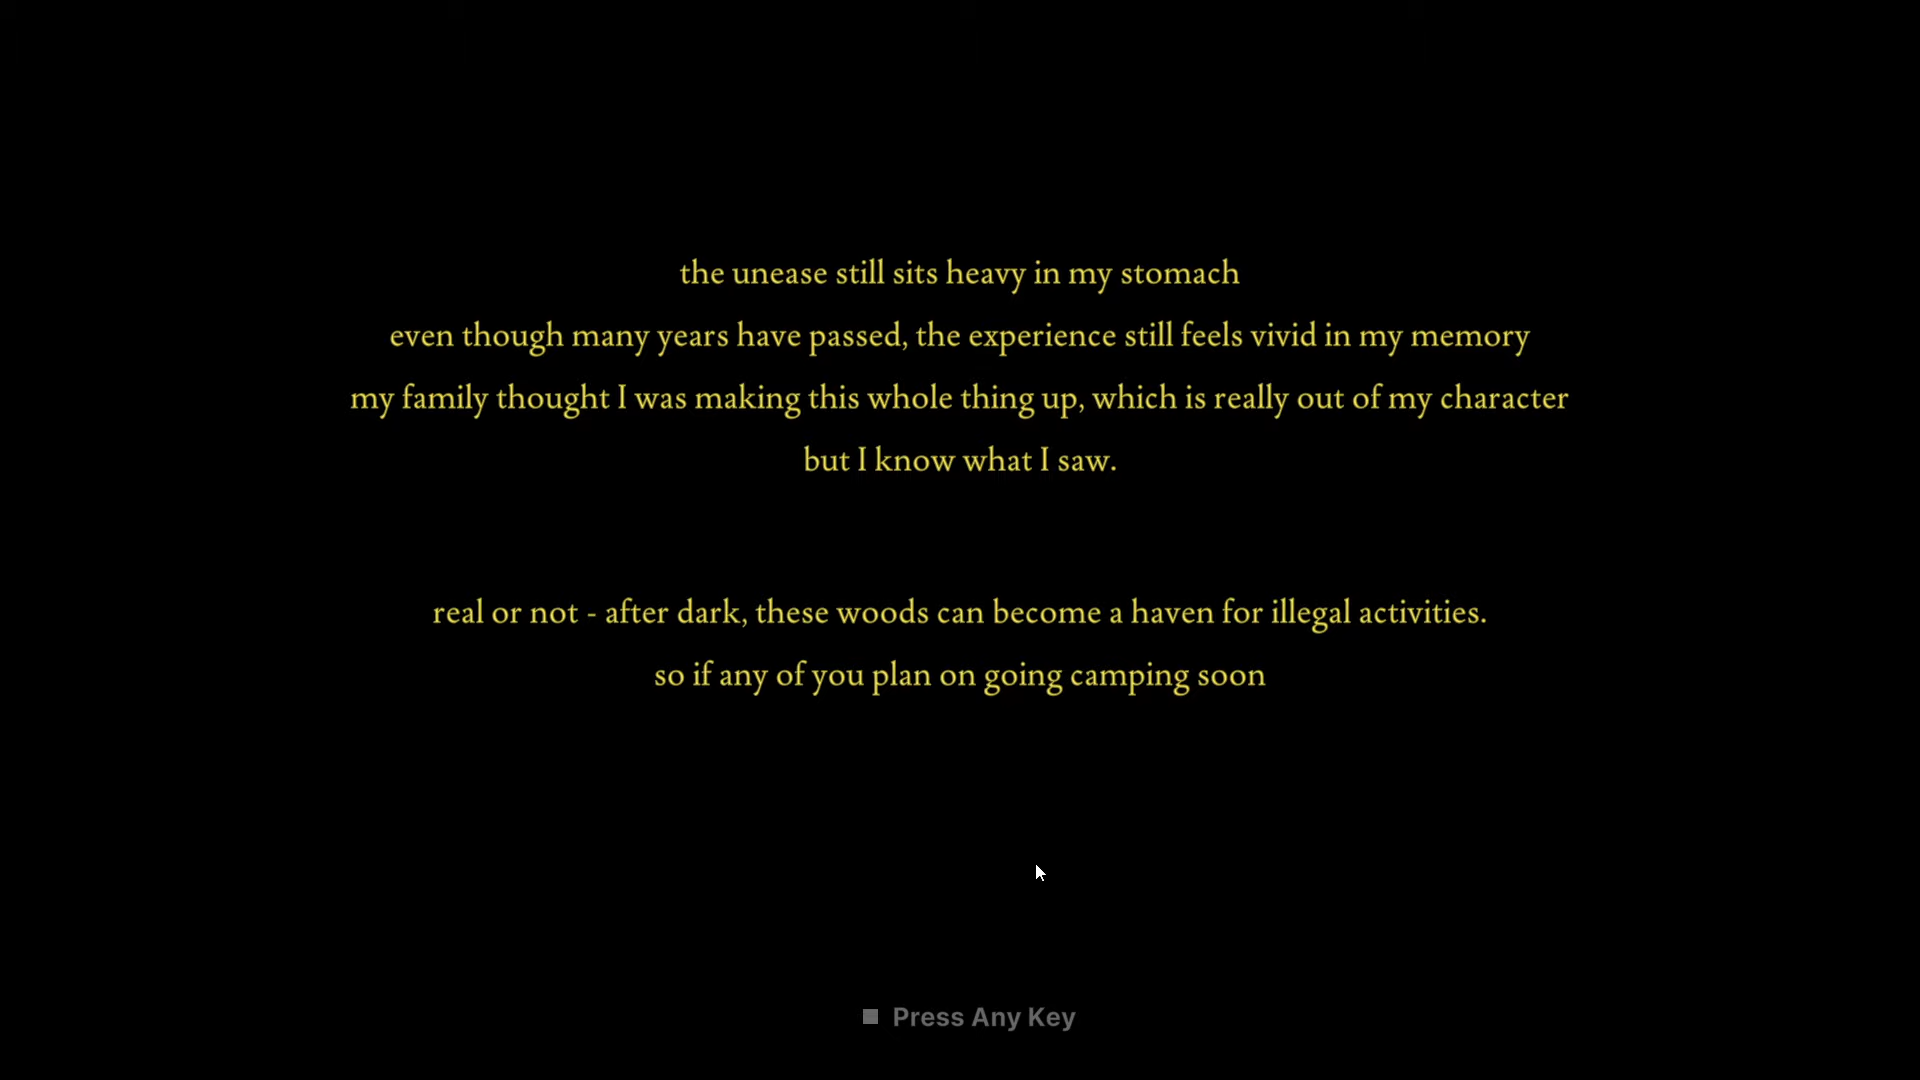 the unease still sits heavy in my stomach
even though many years have passed, the experience still feels vivid in my memory
my family thought I was making this whole thing up, which is really out of my character
but I know what I saw.
real or not - after dark, these woods can become a haven for illegal activities.
so if any of you plan on going camping soon
Press Any Key